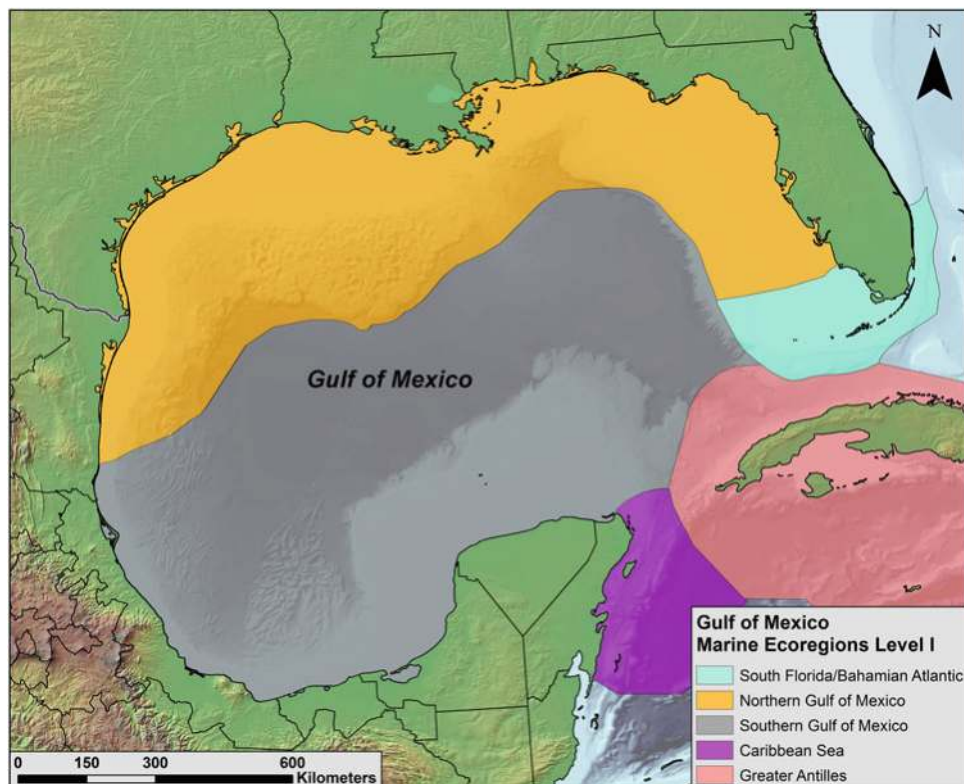 N
Gulf of Mexico
Gulf of Mexico
Marine Ecoregions Level I
South Florida/Bahamian Atlantic
Northern Gulf of Mexico
Southern Gulf of Mexico
Caribbean Sea
Greater Antilles
0 150 300 600
Kilometers